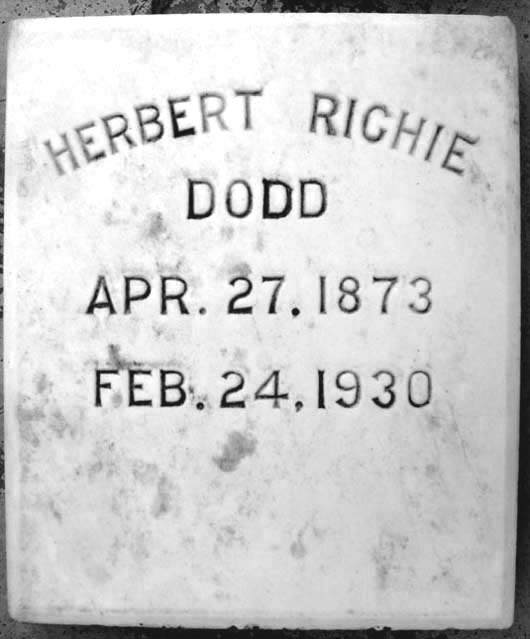 HERBERT RICHIE
DODD
APR. 27. 1873
FEB. 24, 1930